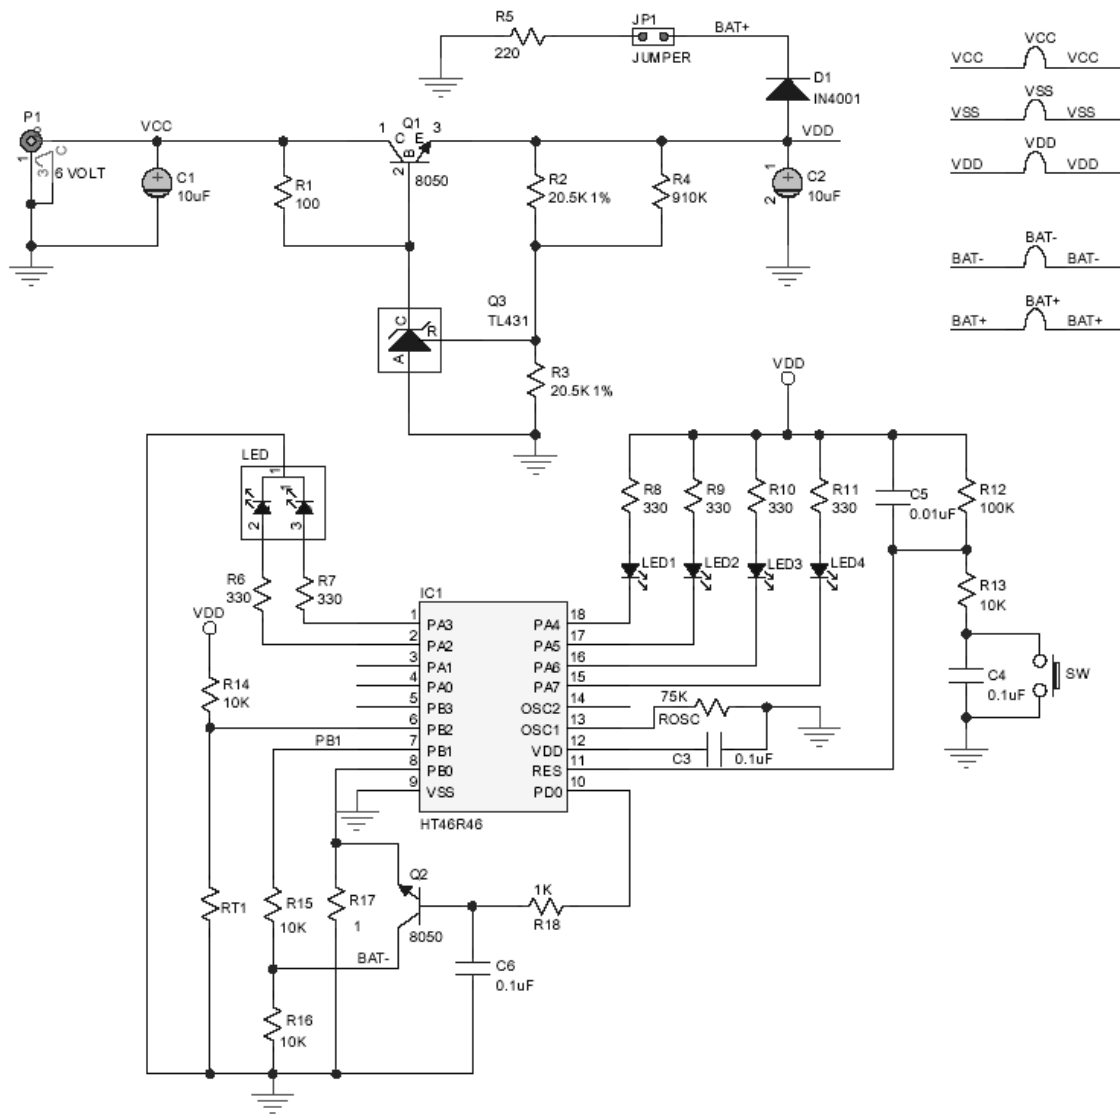 R5
220
JP1
JUMPER
BAT+
D1
IN4001
VCC
VCC
VCC
VSS
VSS
VSS
VDD
VDD
VDD
BAT-
BAT-
BAT-
BAT+
BAT+
BAT+
P1
1
3
C
6 VOLT
VCC
C1
+
10uF
R1
100
1
C
Q1
E
3
B
2
8050
R2
20.5K 1%
R4
910K
VDD
1
+
2
C2
10uF
Q3
TL431
C
R
A
R3
20.5K 1%
VDD
LED
1
1
2
3
R6
330
R7
330
R8
330
R9
330
R10
330
R11
330
C5
0.01uF
R12
100K
LED1
LED2
LED3
LED4
R13
10K
C4
0.1uF
SW
VDD
R14
10K
IC1
1 PA3 PA4 18
2 PA2 PA5 17
3 PA1 PA6 16
4 PA0 PA7 15
5 PB3 OSC2 14
6 PB2 OSC1 13
7 PB1 VDD 12
8 PB0 RES 11
9 VSS PD0 10
HT46R46
PB1
75K
ROSC
C3
0.1uF
RT1
R15
10K
R17
1
Q2
8050
BAT-
1K
R18
C6
0.1uF
R16
10K